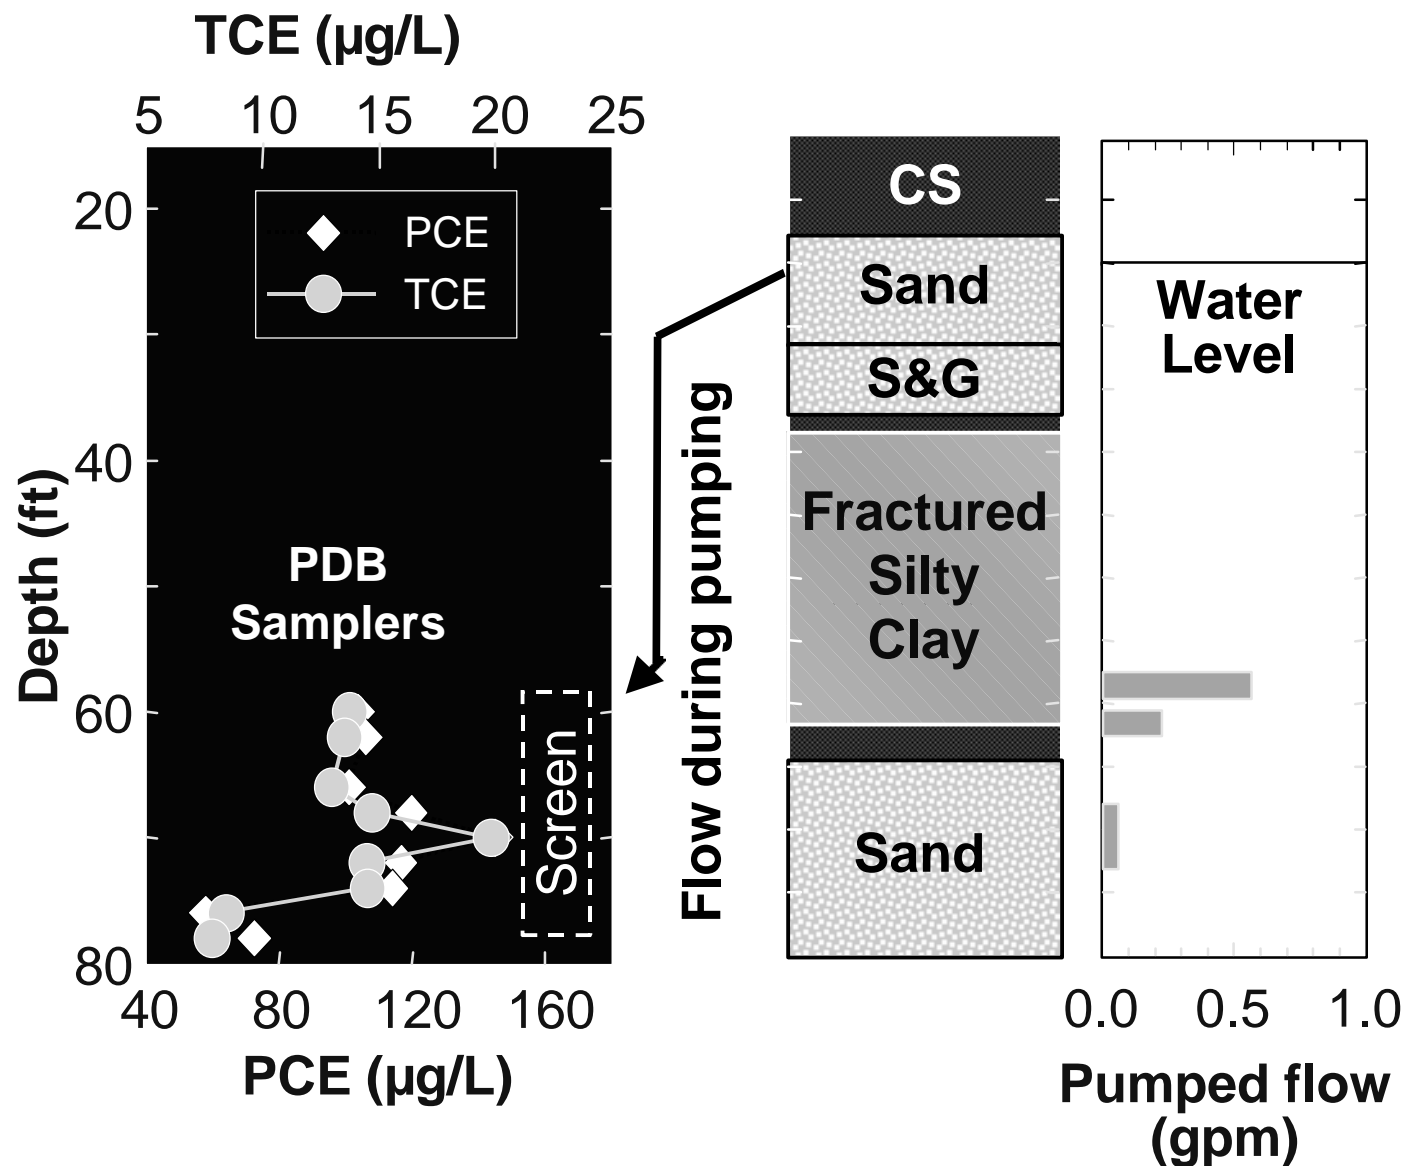 TCE (µg/L)
5 10 15 20 25
PCE
TCE
20
40
60
80
Depth (ft)
PDB
Samplers
Screen
40 80 120 160
PCE (µg/L)
Flow during pumping
CS
Sand
S&G
Fractured
Silty
Clay
Sand
Water
Level
0.0 0.5 1.0
Pumped flow
(gpm)